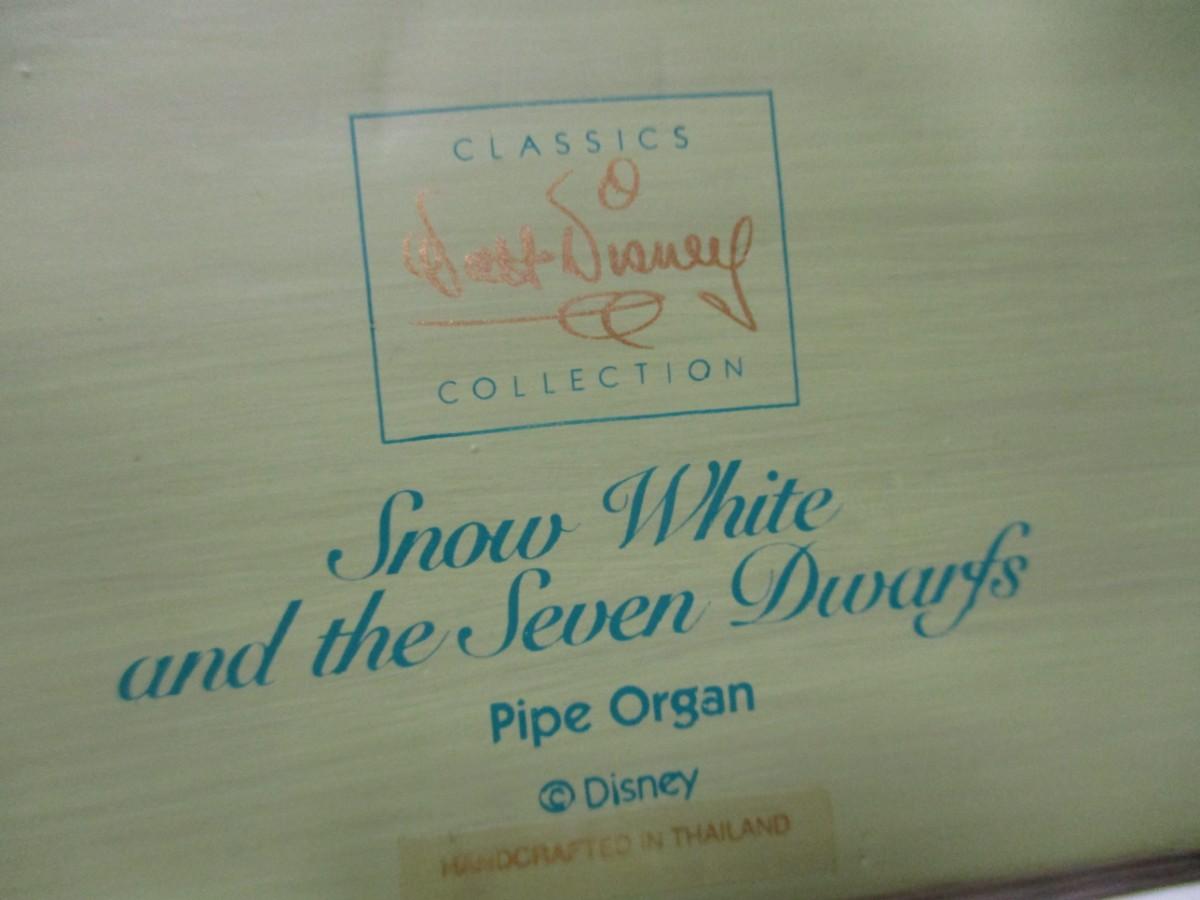 CLASSICS
Walt Disney
COLLECTION
Snow White
and the Seven Dwarfs
Pipe Organ
© Disney
HANDCRAFTED IN THAILAND